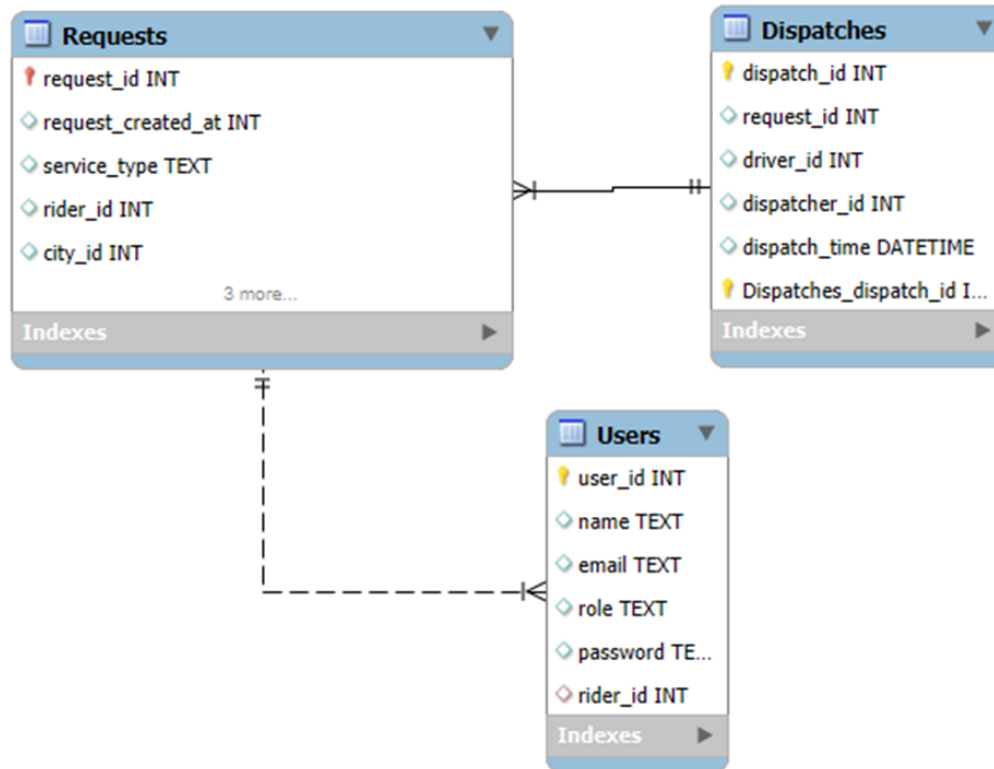 Requests
request_id INT
request_created_at INT
service_type TEXT
rider_id INT
city_id INT
3 more...
Indexes
Dispatches
dispatch_id INT
request_id INT
driver_id INT
dispatcher_id INT
dispatch_time DATETIME
Dispatches_dispatch_id I...
Indexes
Users
user_id INT
name TEXT
email TEXT
role TEXT
password TE...
rider_id INT
Indexes